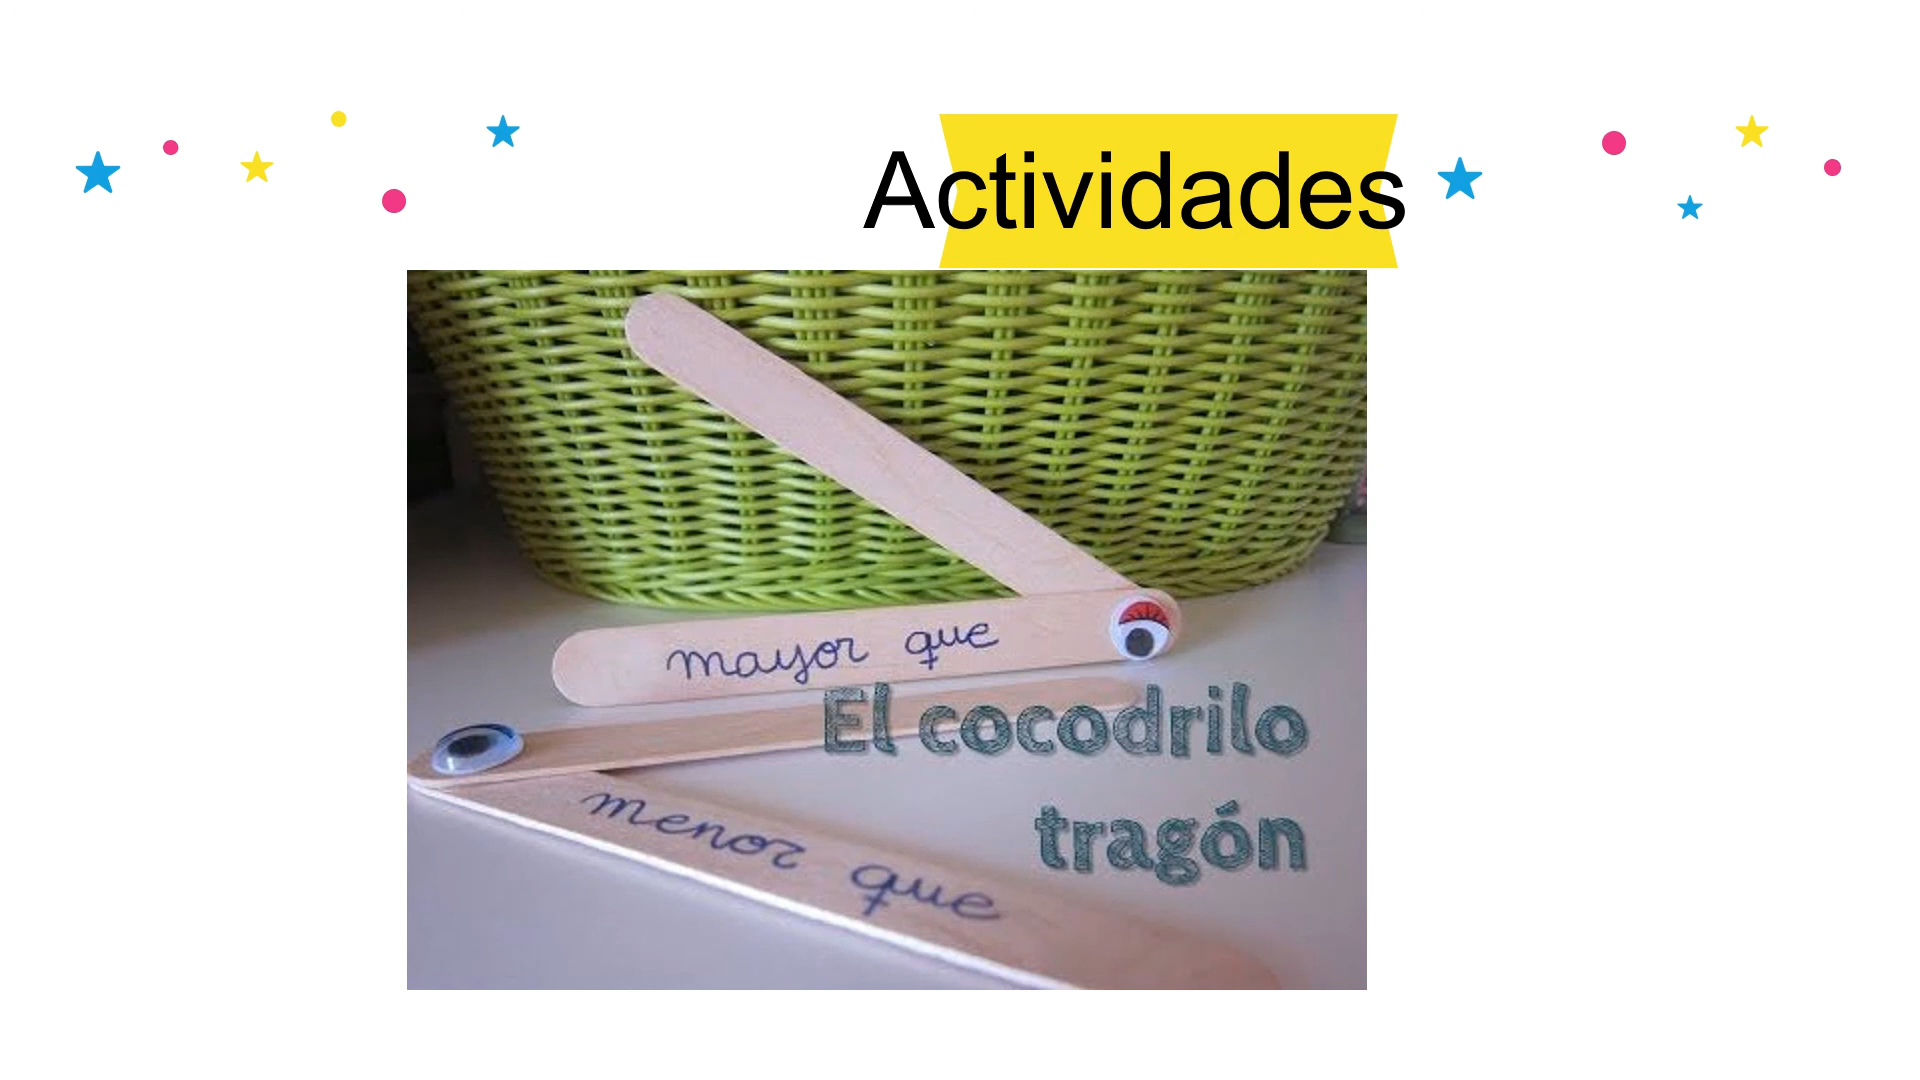 Actividades
mayor que
El cocodrilo
tragón
menor que